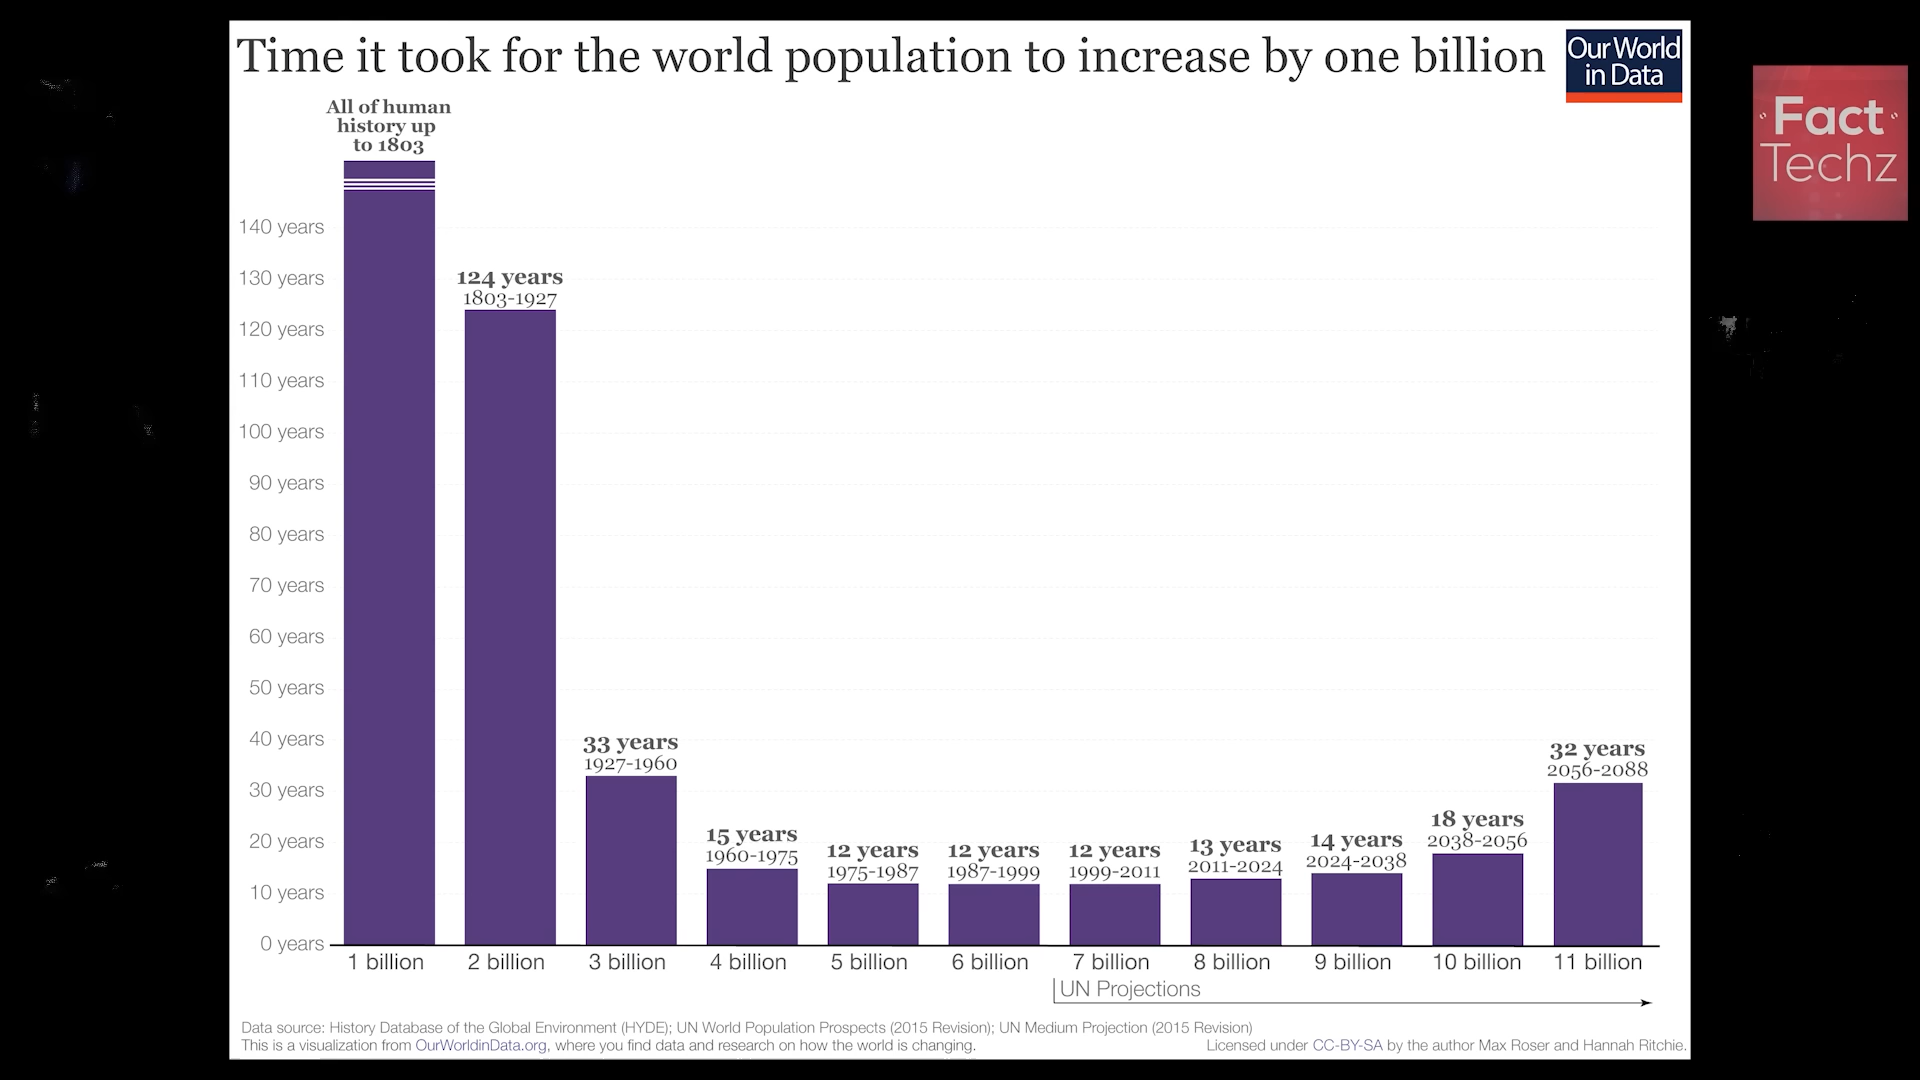 Time it took for the world population to increase by one billion
Our World
in Data
Fact
Techz
All of human
history up
to 1803
140 years
130 years
120 years
110 years
100 years
90 years
80 years
70 years
60 years
50 years
40 years
30 years
20 years
10 years
0 years
124 years
1803-1927
33 years
1927-1960
15 years
1960-1975
12 years
1975-1987
12 years
1987-1999
12 years
1999-2011
13 years
2011-2024
14 years
2024-2038
18 years
2038-2056
32 years
2056-2088
1 billion 2 billion 3 billion 4 billion 5 billion 6 billion 7 billion 8 billion 9 billion 10 billion 11 billion
UN Projections
Data source: History Database of the Global Environment (HYDE); UN World Population Prospects (2015 Revision); UN Medium Projection (2015 Revision)
This is a visualization from OurWorldinData.org, where you find data and research on how the world is changing.
Licensed under CC-BY-SA by the author Max Roser and Hannah Ritchie.